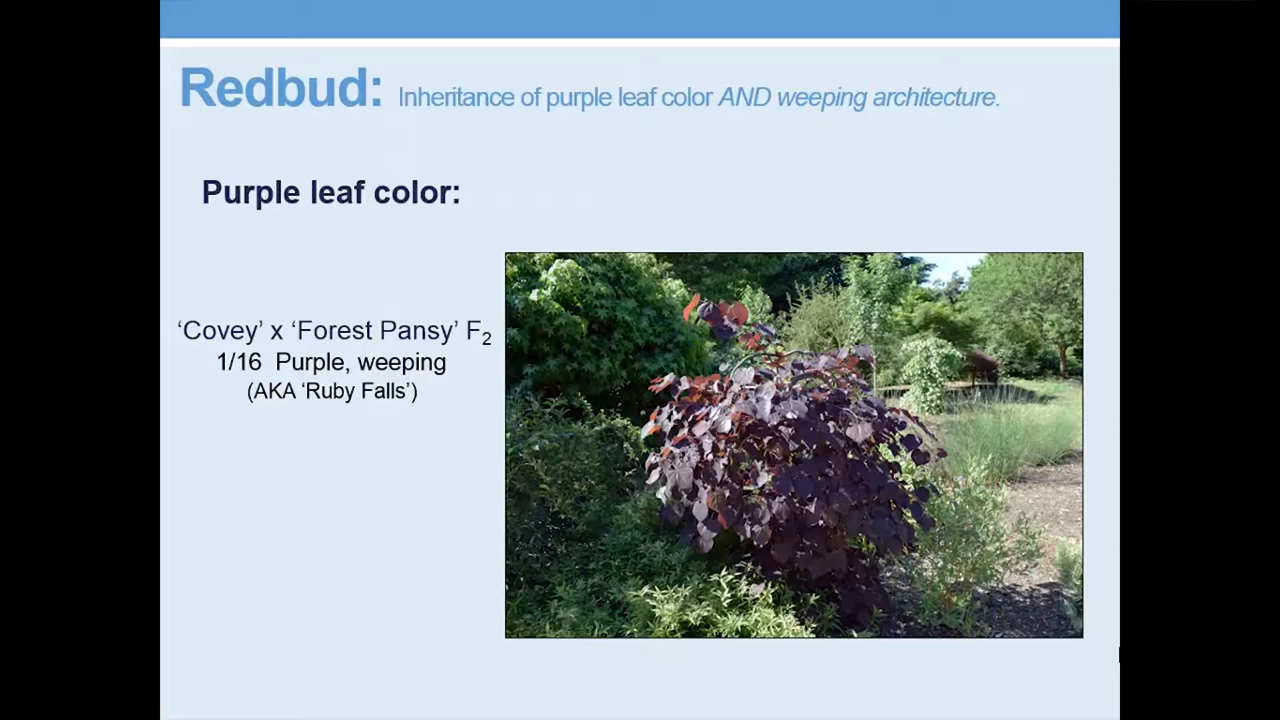 Redbud: Inheritance of purple leaf color AND weeping architecture.
Purple leaf color:
‘Covey’ x ‘Forest Pansy’ F₂
1/16 Purple, weeping
(AKA ‘Ruby Falls’)